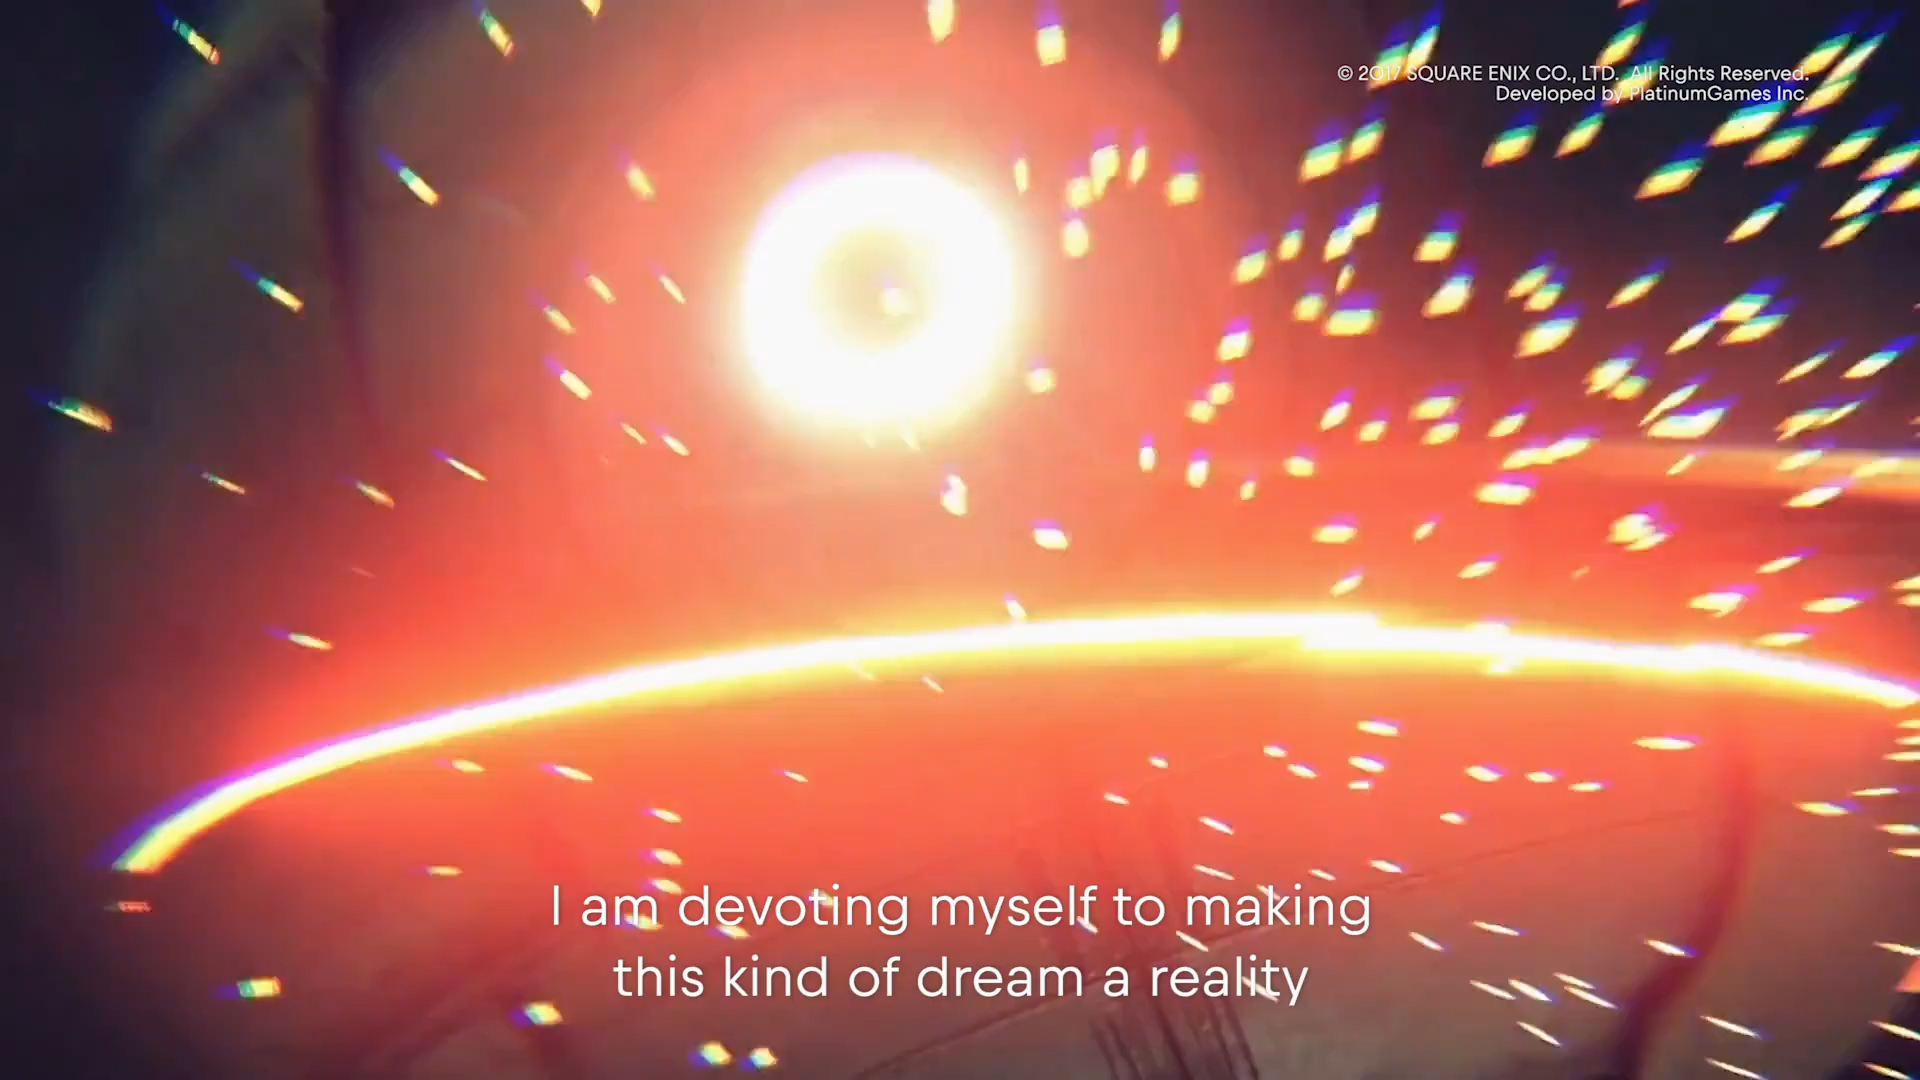 © 2017 SQUARE ENIX CO., LTD. All Rights Reserved.
Developed by PlatinumGames Inc.
I am devoting myself to making
this kind of dream a reality